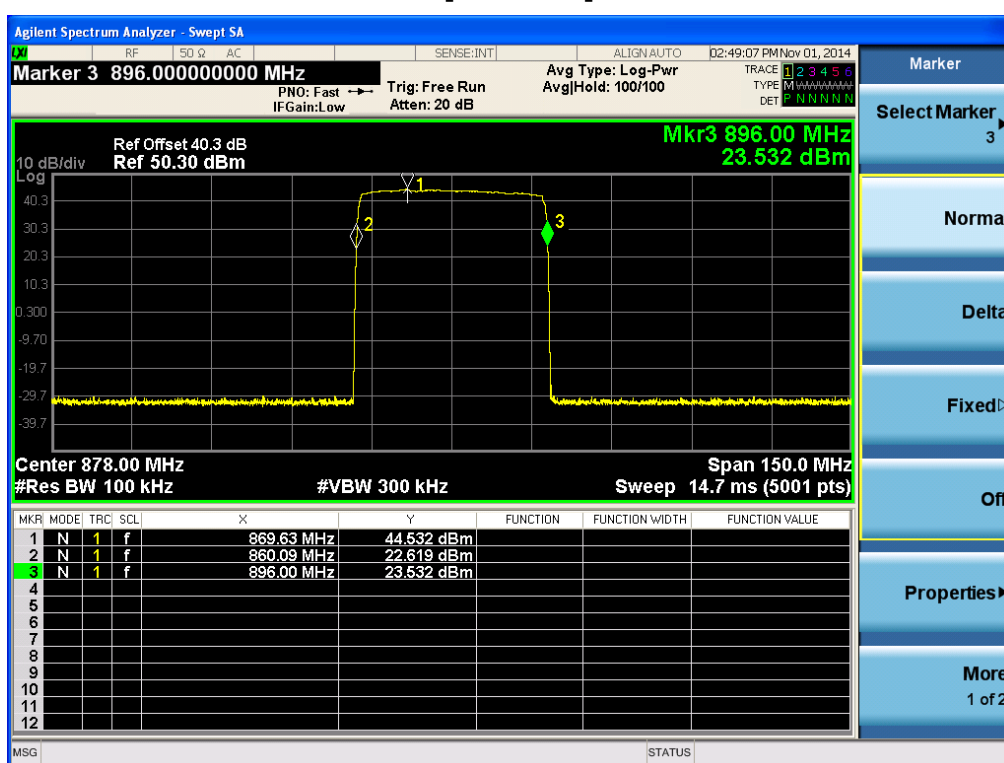 Agilent Spectrum Analyzer - Swept SA
LXI RF 50 Ω AC SENSE:INT ALIGN AUTO 02:49:07 PM Nov 01, 2014
Marker 3 896.000000000 MHz
PNO: Fast
IFGain:Low
Trig: Free Run
Atten: 20 dB
Avg Type: Log-Pwr
Avg|Hold: 100/100
TRACE 1 2 3 4 5 6
TYPE M WWWWW
DET P N N N N N
Mkr3 896.00 MHz
23.532 dBm
Ref Offset 40.3 dB
10 dB/div Ref 50.30 dBm
Log
40.3
30.3
20.3
10.3
0.300
-9.70
-19.7
-29.7
-39.7
1
2
3
Center 878.00 MHz Span 150.0 MHz
#Res BW 100 kHz #VBW 300 kHz Sweep 14.7 ms (5001 pts)
MKR MODE TRC SCL X Y FUNCTION FUNCTION WIDTH FUNCTION VALUE
1 N 1 f 869.63 MHz 44.532 dBm
2 N 1 f 860.09 MHz 22.619 dBm
3 N 1 f 896.00 MHz 23.532 dBm
4
5
6
7
8
9
10
11
12
MSG STATUS
Marker
Select Marker
3
Norma
Delta
Fixed
Of
Properties
More
1 of 2